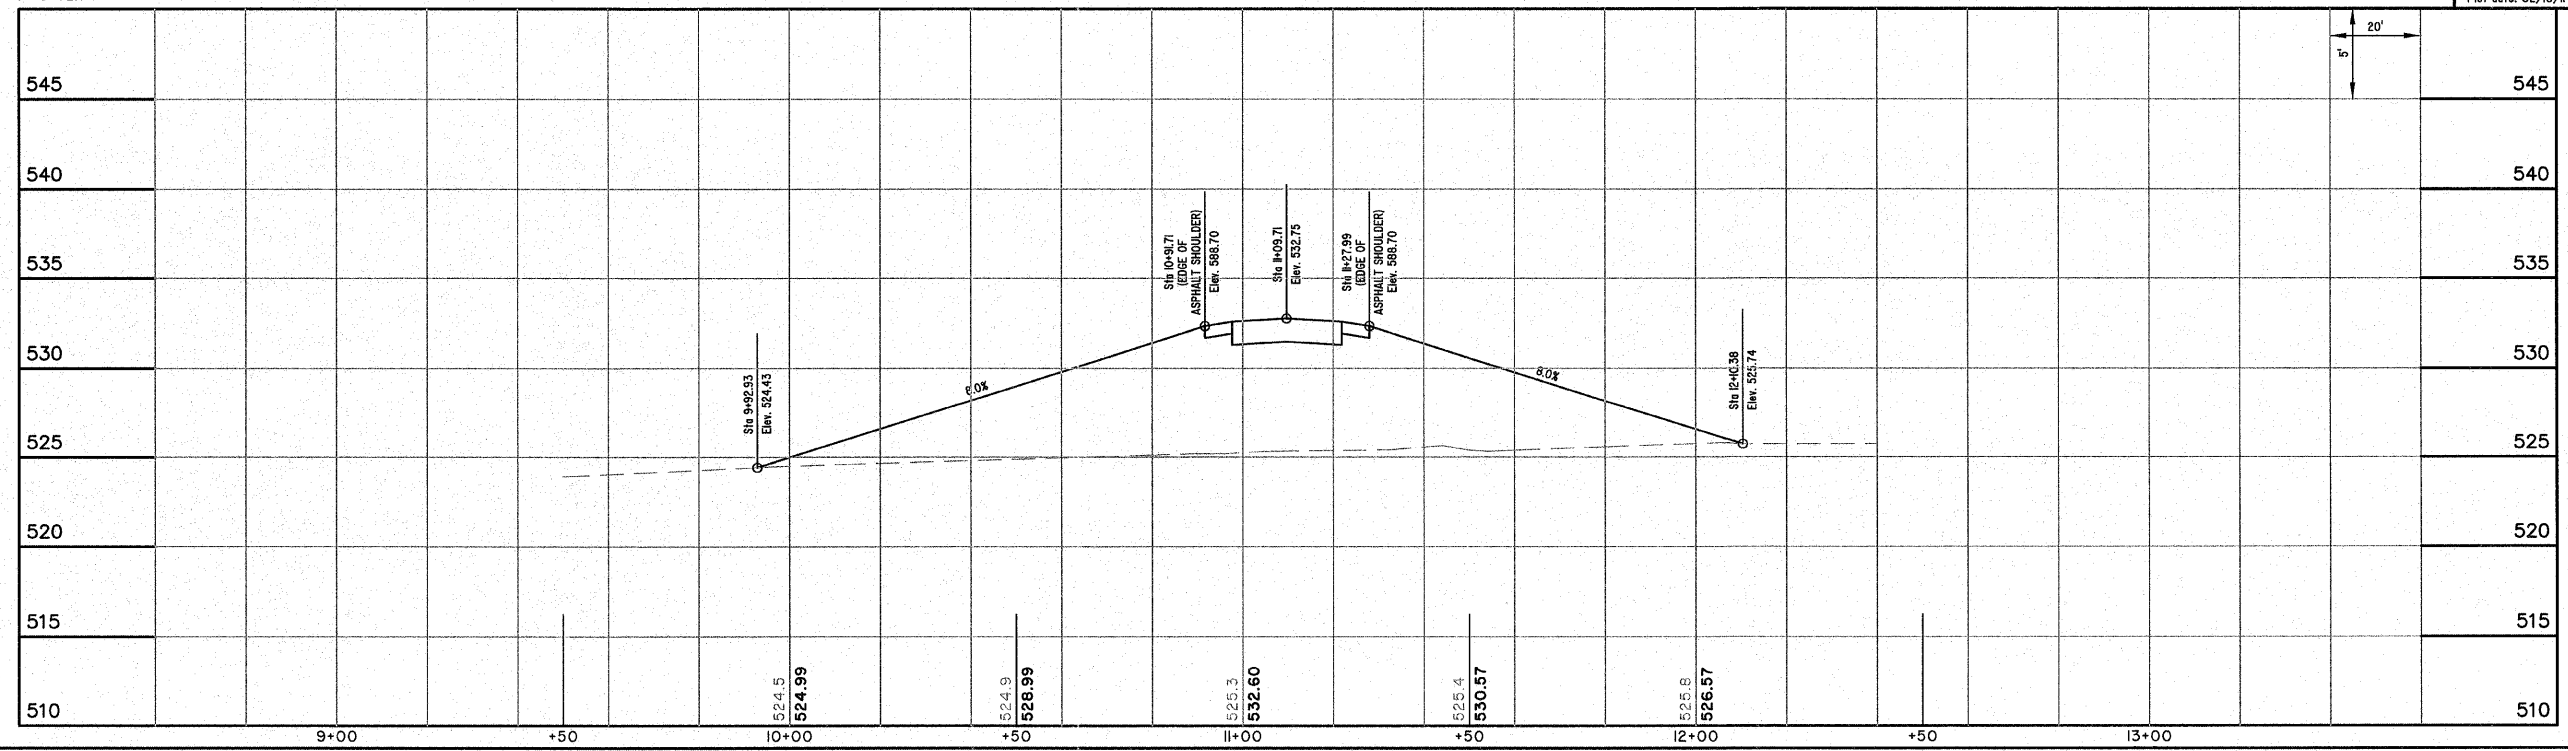 20'
5'
545 545
540 540
535 535
530 530
525 525
520 520
515 515
510 510
Sta 9+92.93
Elev. 524.43
8.0%
Sta 10+91.71
(EDGE OF
ASPHALT SHOULDER)
Elev. 588.70
Sta 11+09.71
Elev. 532.75
Sta 11+27.99
(EDGE OF
ASPHALT SHOULDER)
Elev. 588.70
8.0%
Sta 12+10.38
Elev. 525.74
524.5
524.99
524.9
528.99
525.3
532.60
525.4
530.57
525.8
526.57
9+00 +50 10+00 +50 11+00 +50 12+00 +50 13+00